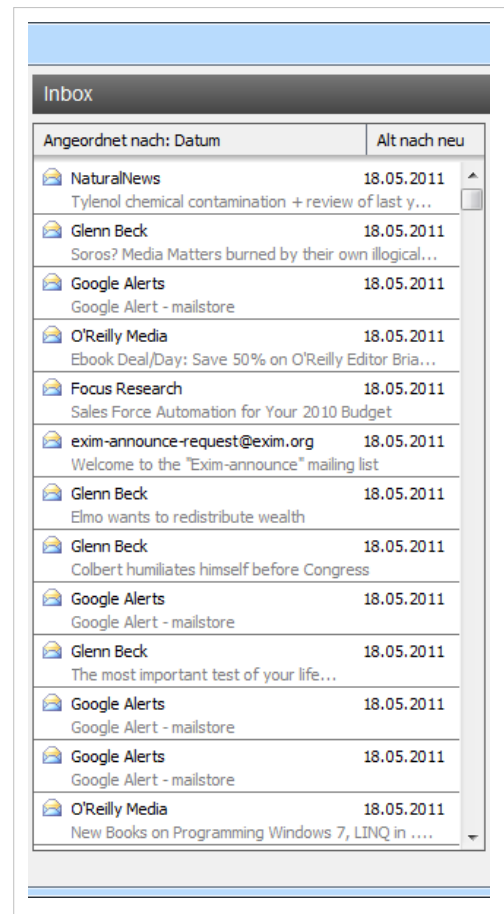 Inbox
Angeordnet nach: Datum Alt nach neu
NaturalNews 18.05.2011
Tylenol chemical contamination + review of last y...
Glenn Beck 18.05.2011
Soros? Media Matters burned by their own illogical...
Google Alerts 18.05.2011
Google Alert - mailstore
O'Reilly Media 18.05.2011
Ebook Deal/Day: Save 50% on O'Reilly Editor Bria...
Focus Research 18.05.2011
Sales Force Automation for Your 2010 Budget
exim-announce-request@exim.org 18.05.2011
Welcome to the "Exim-announce" mailing list
Glenn Beck 18.05.2011
Elmo wants to redistribute wealth
Glenn Beck 18.05.2011
Colbert humiliates himself before Congress
Google Alerts 18.05.2011
Google Alert - mailstore
Glenn Beck 18.05.2011
The most important test of your life...
Google Alerts 18.05.2011
Google Alert - mailstore
Google Alerts 18.05.2011
Google Alert - mailstore
O'Reilly Media 18.05.2011
New Books on Programming Windows 7, LINQ in ....